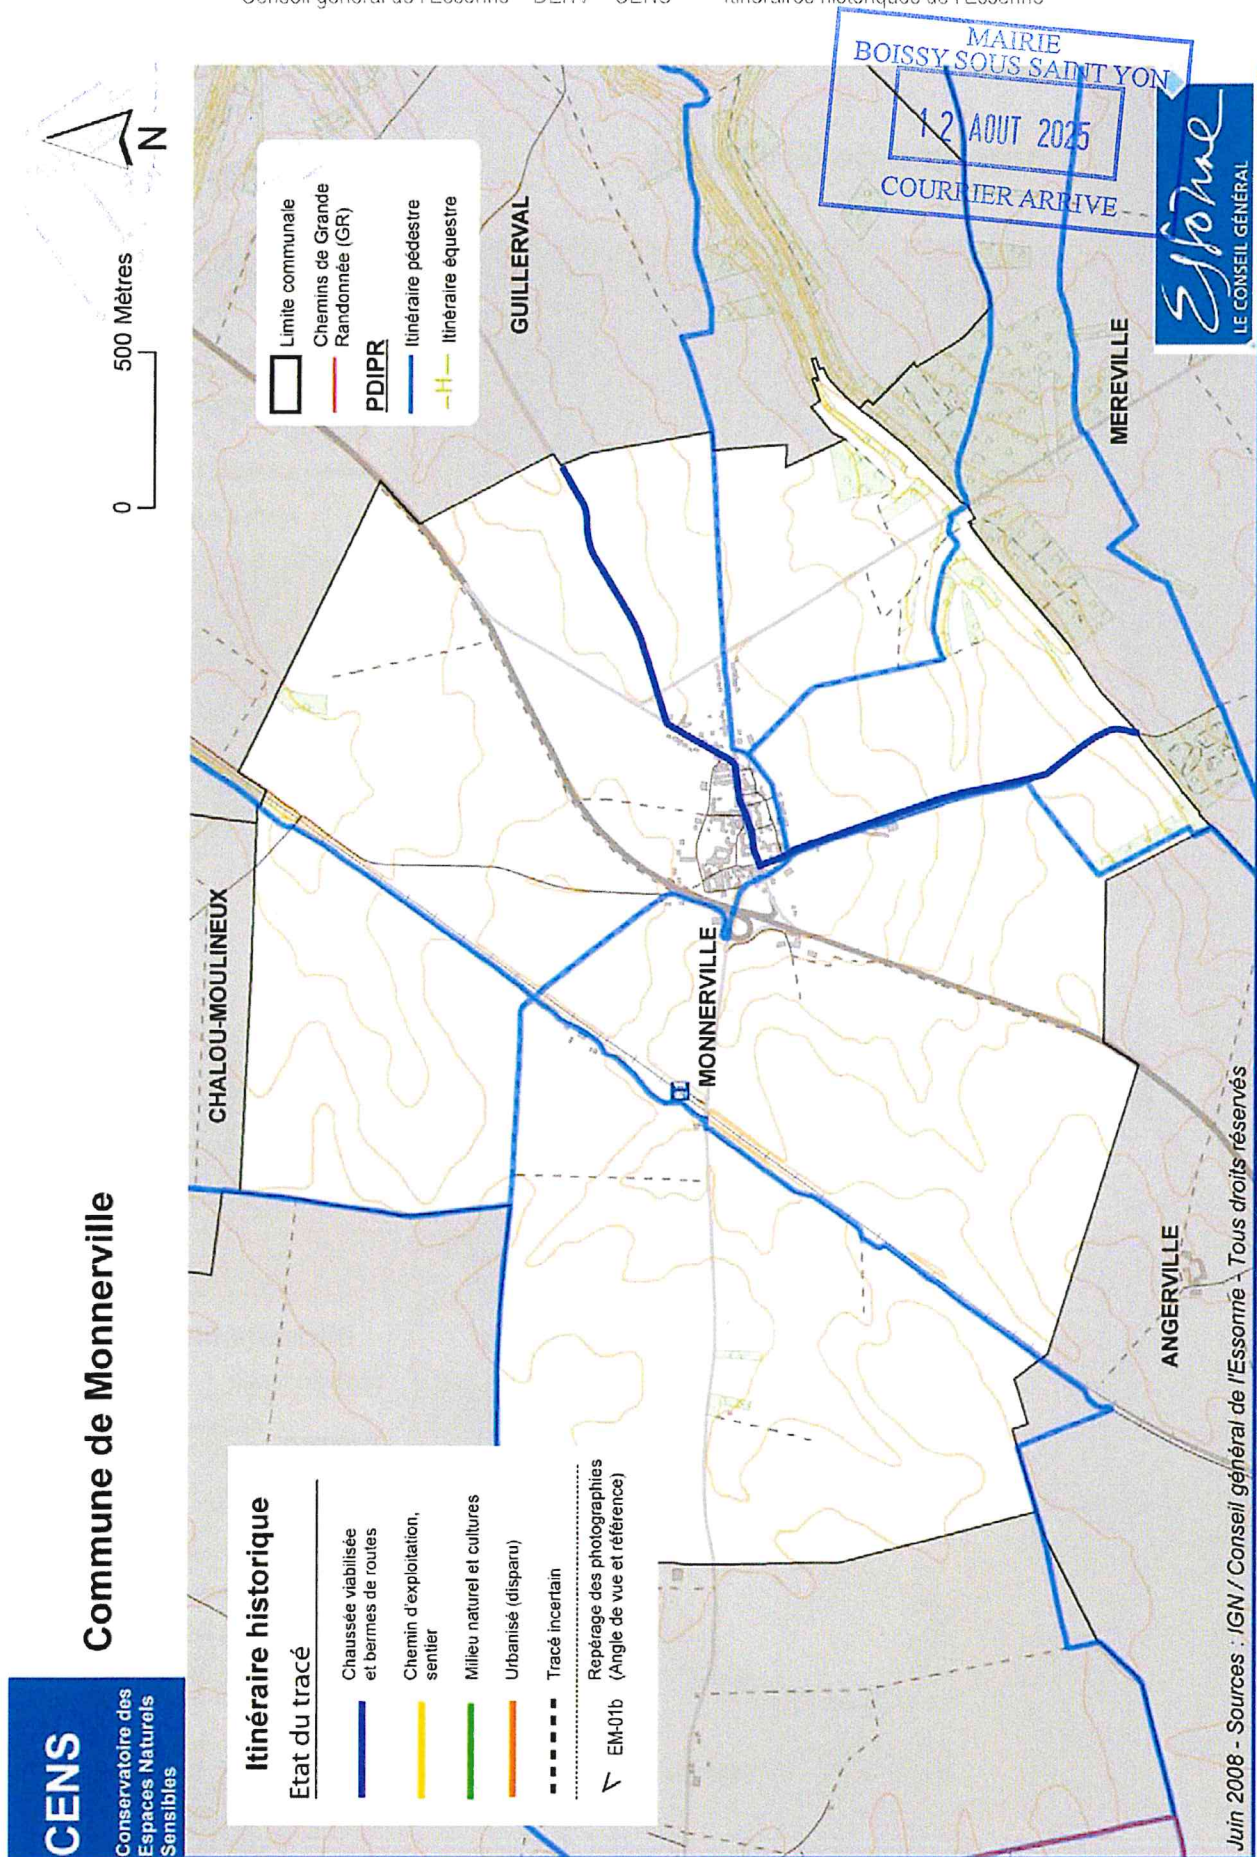 CENS
Conservatoire des
Espaces Naturels
Sensibles
Commune de Monnerville
0 500 Mètres
N
Itinéraire historique
Etat du tracé
Chaussée viabilisée
et bermes de routes
Chemin d'exploitation,
sentier
Milieu naturel et cultures
Urbanisé (disparu)
Tracé incertain
EM-01b
Repérage des photographies
(Angle de vue et référence)
Limite communale
Chemins de Grande
Randonnée (GR)
PDIPR
Itinéraire pédestre
H
Itinéraire équestre
CHALOU-MOULINEUX
GUILLERVAL
MONNERVILLE
MEREVILLE
ANGERVILLE
MAIRIE
BOISSY SOUS SAINT YON
12 AOUT 2025
COURRIER ARRIVE
Essonne
LE CONSEIL GÉNÉRAL
Juin 2008 - Sources : IGN / Conseil général de l'Essonne - Tous droits réservés